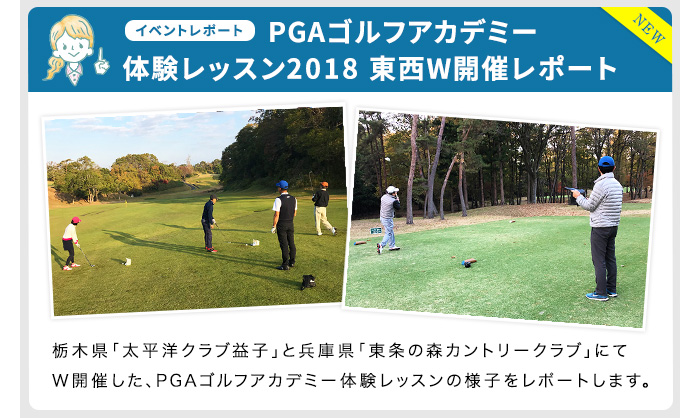 イベントレポート PGAゴルフアカデミー
体験レッスン2018 東西W開催レポート
NEW
栃木県「太平洋クラブ益子」と兵庫県「東条の森カントリークラブ」にて
W開催した、PGAゴルフアカデミー体験レッスンの様子をレポートします。